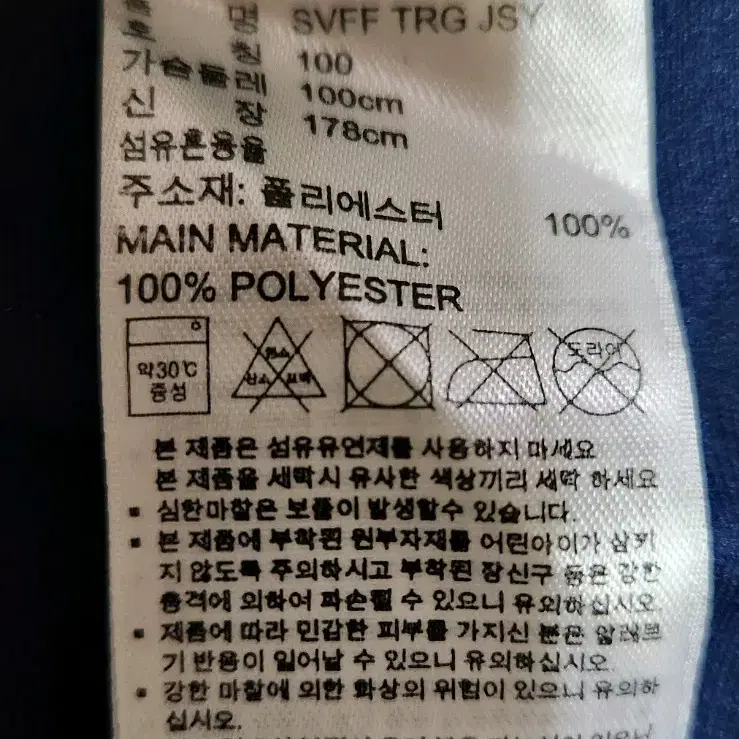 명 SVFF TRG JSY
칭 100
가슴둘레 100cm
신 장 178cm
섬유혼용율
주소재: 폴리에스터 100%
MAIN MATERIAL:
100% POLYESTER
약30℃
중성
염소
산소 표백
드라이
본 제품은 섬유유연제를 사용하지 마세요
본 제품을 세탁시 유사한 색상끼리 세탁 하세요
▪ 심한마찰은 보풀이 발생할수 있습니다.
▪ 본 제품에 부착된 원부자재를 어린아이가 삼키
지 않도록 주의하시고 부착된 장신구 등은 강한
충격에 의하여 파손될 수 있으니 유의하십시오.
▪ 제품에 따라 민감한 피부를 가지신 분은 알레르
기 반응이 일어날 수 있으니 유의하십시오.
▪ 강한 마찰에 의한 화상의 위험이 있으니 유의하
십시오.